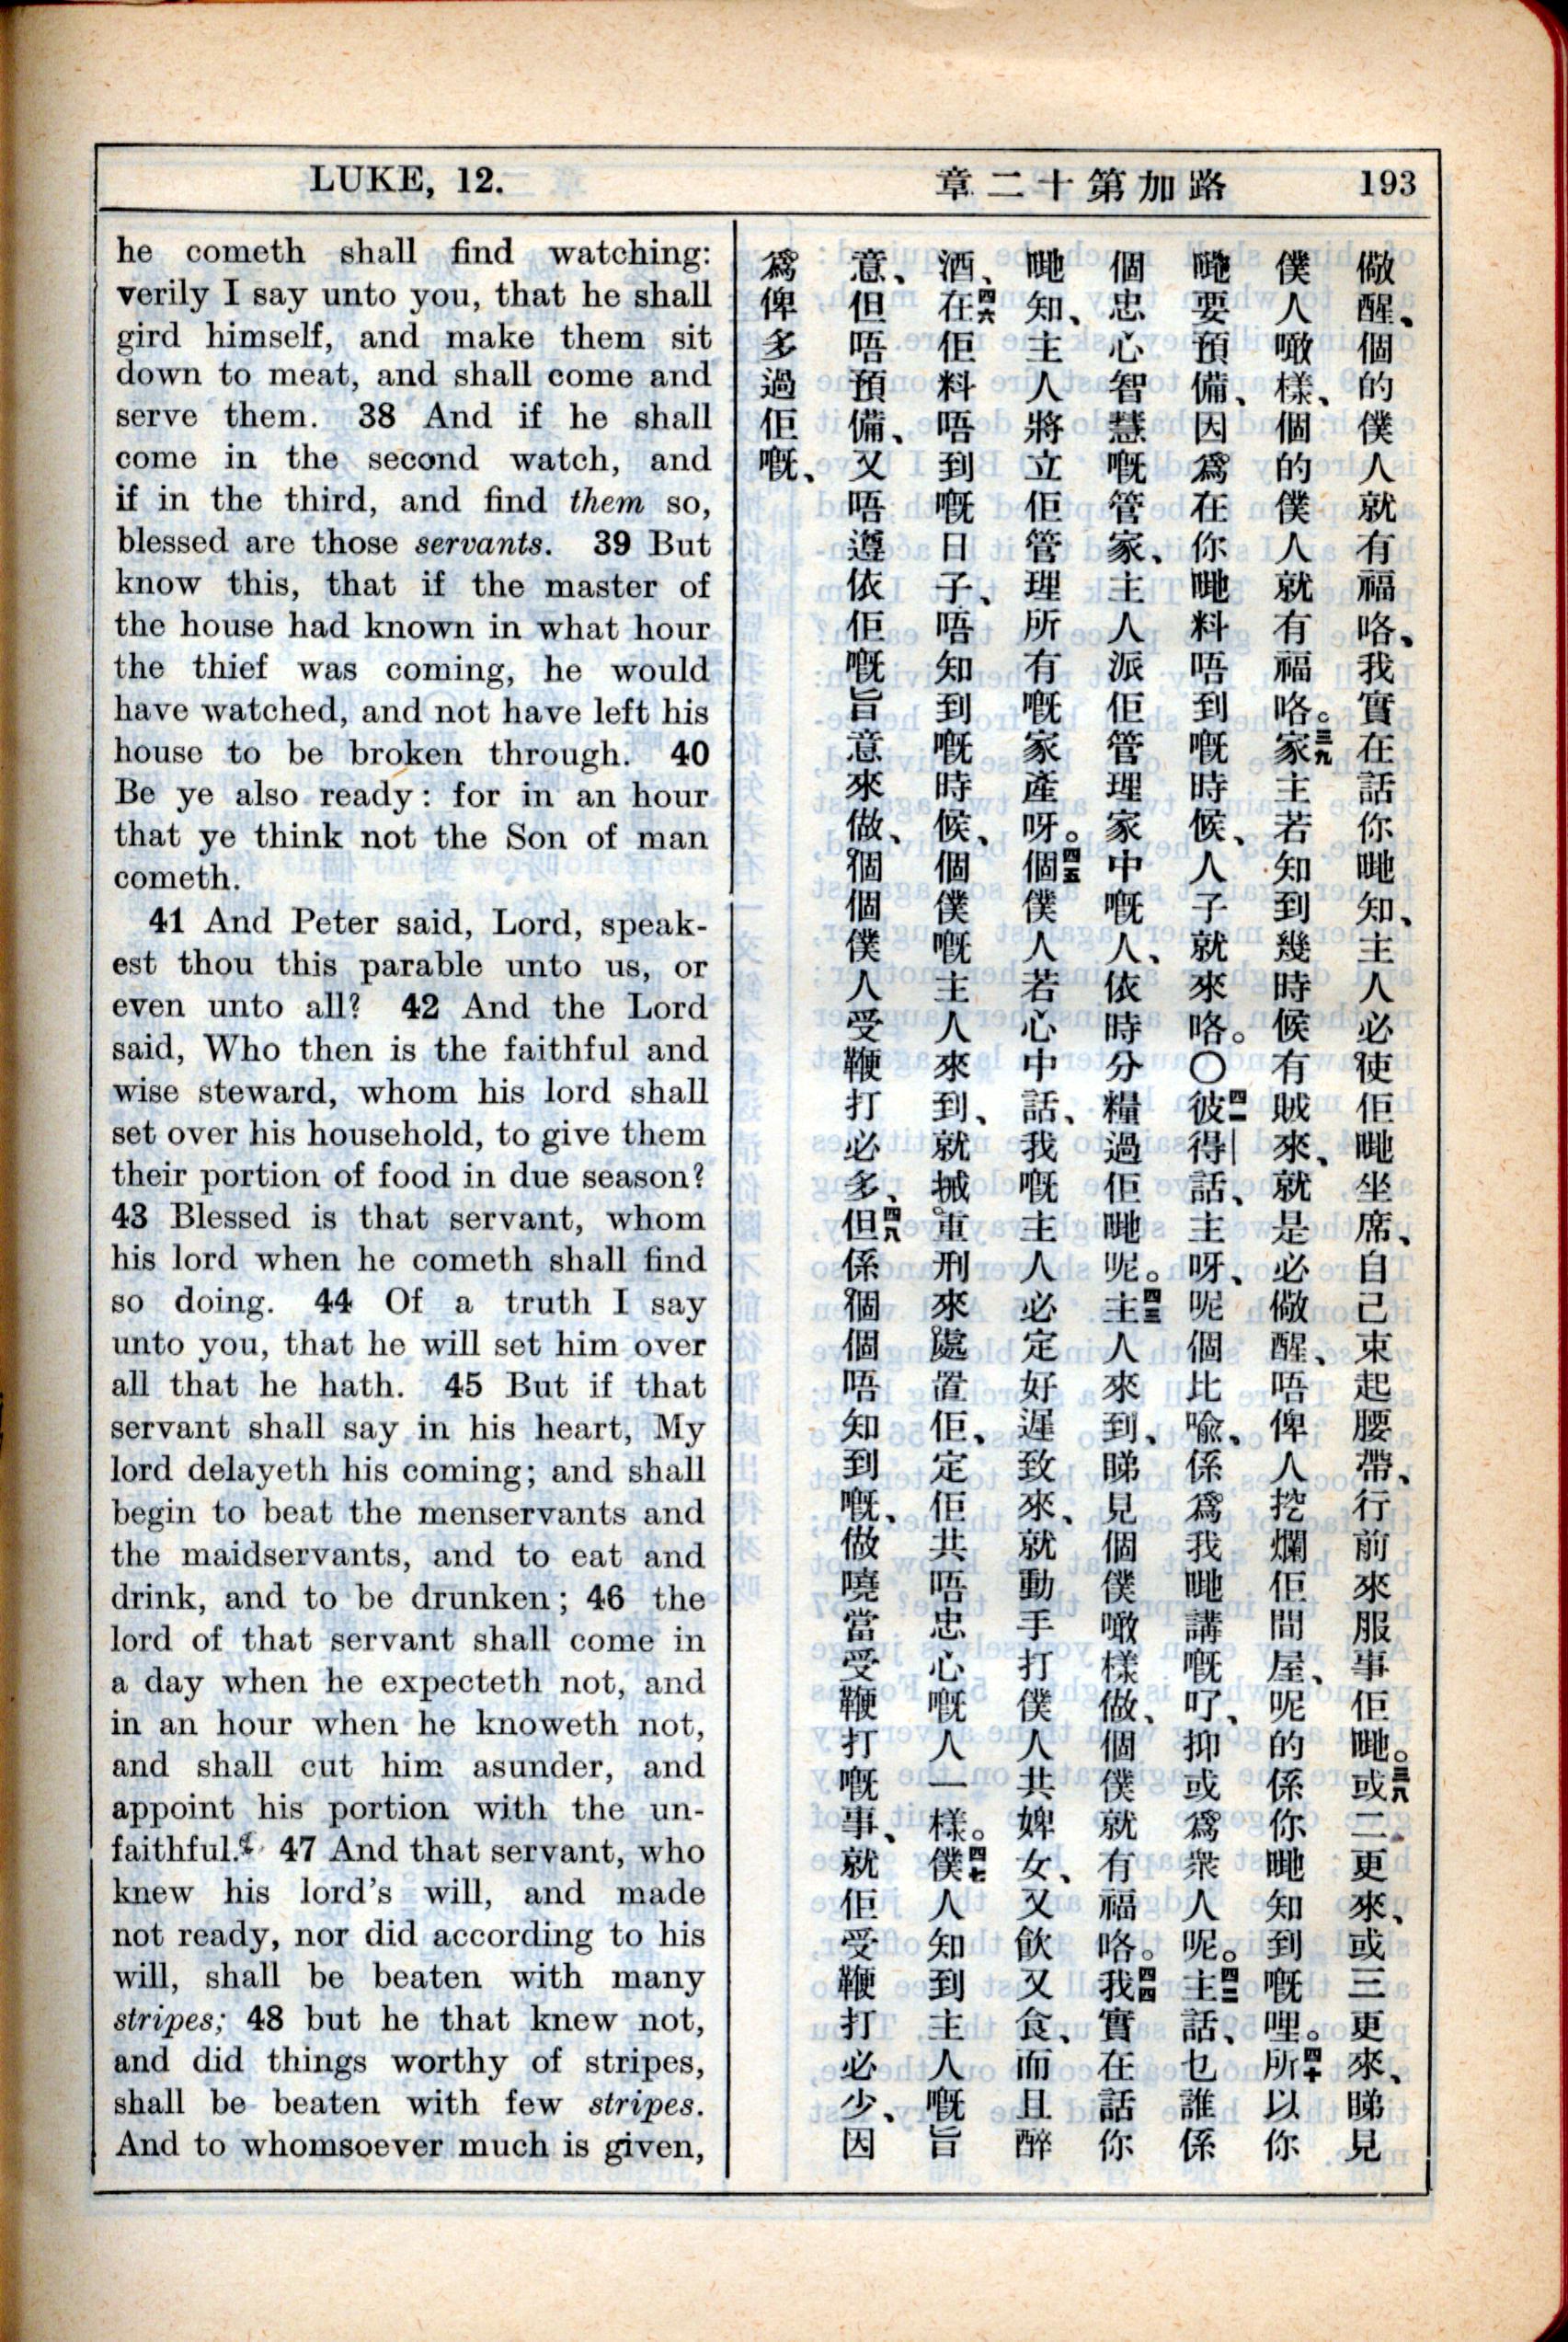 LUKE, 12.
路加第十二章
193
he cometh shall find watching:
verily I say unto you, that he shall
gird himself, and make them sit
down to meat, and shall come and
serve them. 38 And if he shall
come in the second watch, and
if in the third, and find them so,
blessed are those servants. 39 But
know this, that if the master of
the house had known in what hour
the thief was coming, he would
have watched, and not have left his
house to be broken through. 40
Be ye also ready: for in an hour
that ye think not the Son of man
cometh.
41 And Peter said, Lord, speak-
est thou this parable unto us, or
even unto all? 42 And the Lord
said, Who then is the faithful and
wise steward, whom his lord shall
set over his household, to give them
their portion of food in due season?
43 Blessed is that servant, whom
his lord when he cometh shall find
so doing. 44 Of a truth I say
unto you, that he will set him over
all that he hath. 45 But if that
servant shall say in his heart, My
lord delayeth his coming; and shall
begin to beat the menservants and
the maidservants, and to eat and
drink, and to be drunken; 46 the
lord of that servant shall come in
a day when he expecteth not, and
in an hour when he knoweth not,
and shall cut him asunder, and
appoint his portion with the un-
faithful. 47 And that servant, who
knew his lord's will, and made
not ready, nor did according to his
will, shall be beaten with many
stripes; 48 but he that knew not,
and did things worthy of stripes,
shall be beaten with few stripes.
And to whomsoever much is given,
儆醒、個的僕人就有福咯、我實在話你哋知、主人必使佢哋坐席、自己束起腰帶、行前來服事佢哋。三八或二更來、或三更來、睇見
僕人噉樣、個的僕人就有福咯。三九家主若知到幾時候有賊來、就是必儆醒、唔俾人挖爛佢間屋、呢的係你哋知到嘅哩。四十所以你
哋要預備、因爲在你哋料唔到嘅時候、人子就來咯。〇四一彼得話、主呀、呢個比喻、係爲我哋講嘅吖、抑或爲衆人呢。四二主話、乜誰係
個忠心智慧嘅管家、主人派佢管理家中嘅人、依時分糧過佢哋呢。四三主人來到、睇見個僕噉樣做、個僕就有福咯。四四我實在話你
哋知、主人將立佢管理所有嘅家產呀。四五個僕人若心中話、我嘅主人必定好遲致來、就動手打僕人共婢女、又飲又食、而且醉
酒、四六在佢料唔到嘅日子、唔知到嘅時候、個僕嘅主人來到、就重刑來處置佢、定佢共唔忠心嘅人一樣。四七僕人知到主人嘅旨
意、但唔預備、又唔遵依佢嘅旨意來做、個個僕人受鞭打必多、四八但係個個唔知到嘅、做嘵當受鞭打嘅事、就佢受鞭打必少、因
爲俾多過佢嘅、